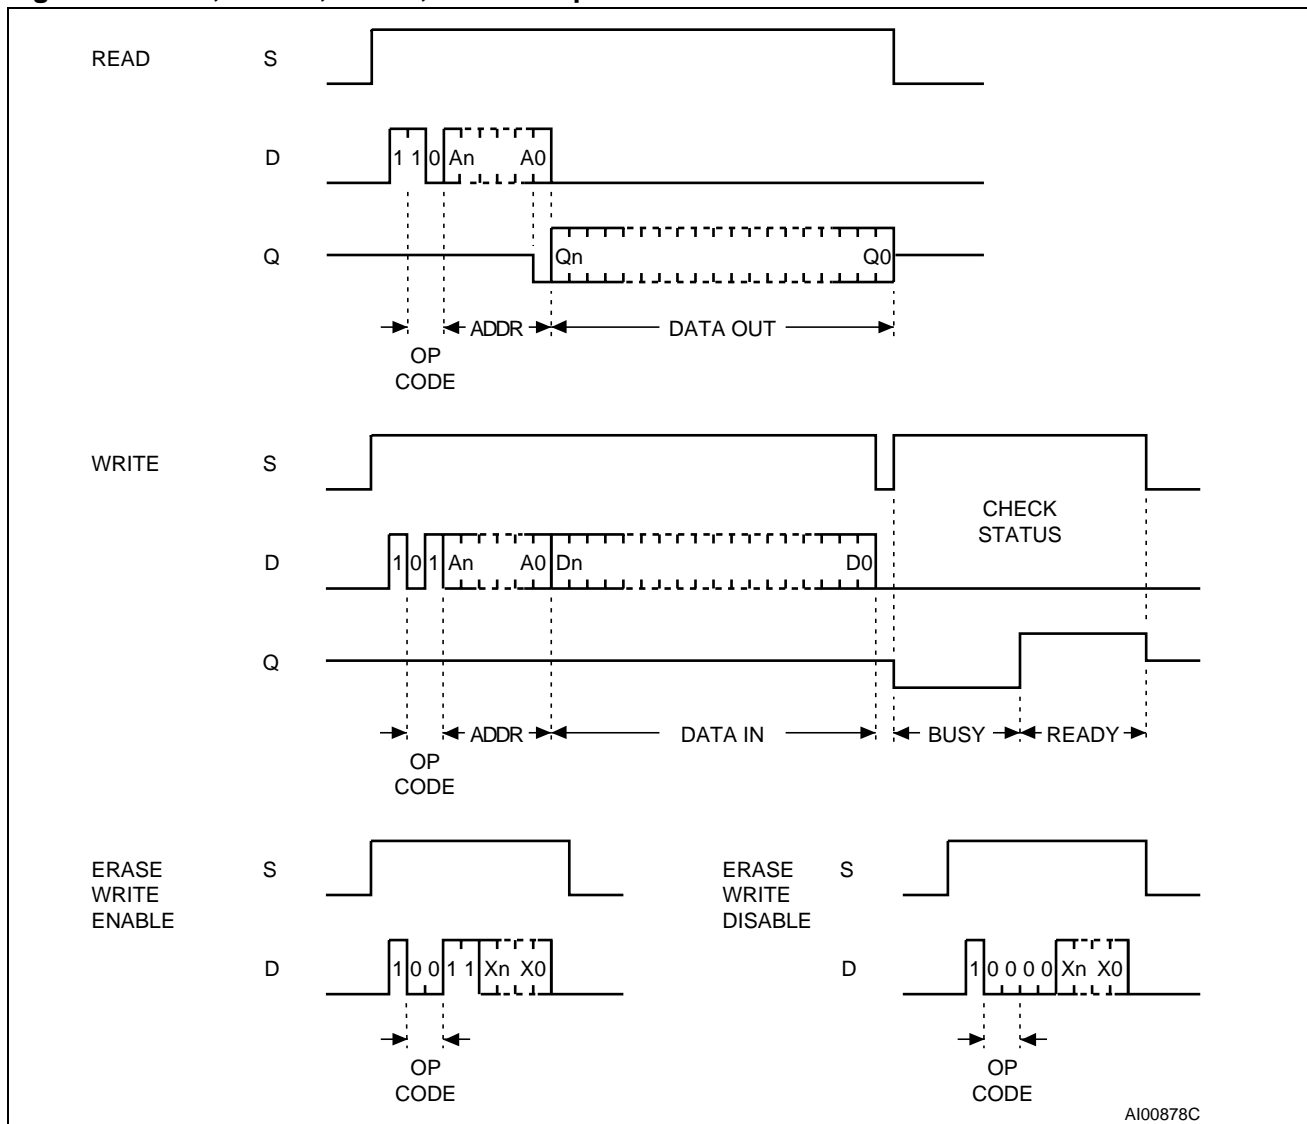 READ S
D 1 1 0 An A0
Q Qn Q0
ADDR DATA OUT
OP
CODE
WRITE S
CHECK
STATUS
D 1 0 1 An A0 Dn D0
Q
ADDR DATA IN BUSY READY
OP
CODE
ERASE
WRITE
ENABLE
S
D 1 0 0 1 1 Xn X0
OP
CODE
ERASE
WRITE
DISABLE
S
D 1 0 0 0 0 Xn X0
OP
CODE
AI00878C